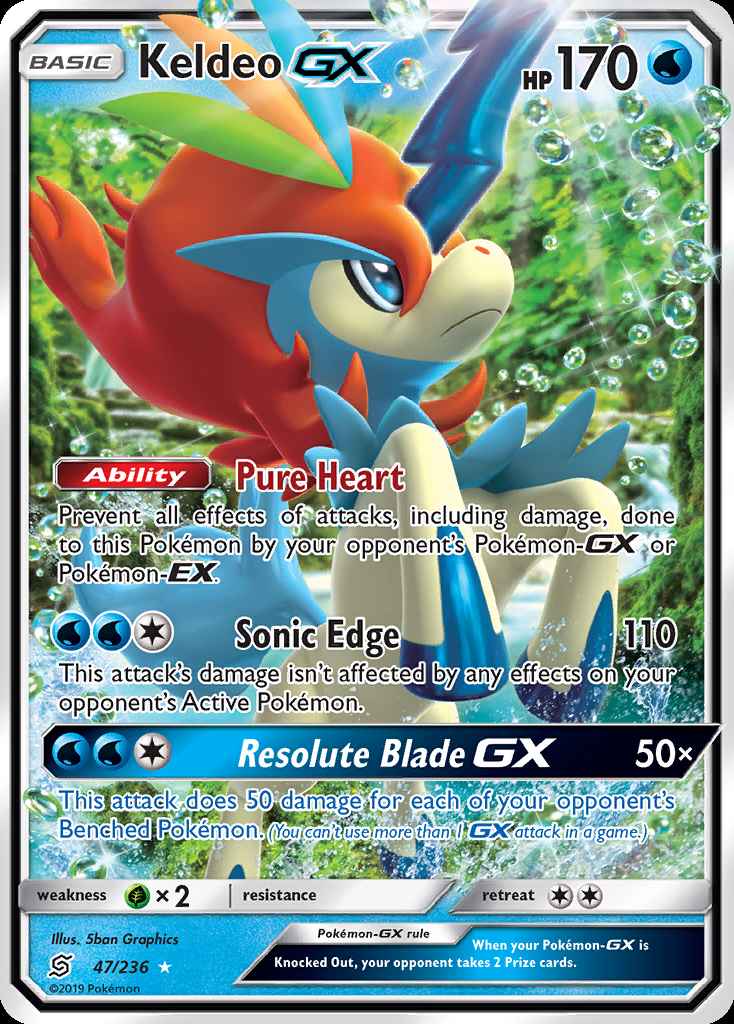 BASIC Keldeo GX HP 170
Ability Pure Heart
Prevent all effects of attacks, including damage, done
to this Pokémon by your opponent's Pokémon-GX or
Pokémon-EX.
Sonic Edge 110
This attack's damage isn't affected by any effects on your
opponent's Active Pokémon.
Resolute Blade GX 50×
This attack does 50 damage for each of your opponent's
Benched Pokémon. (You can't use more than 1 GX attack in a game.)
weakness ×2 resistance retreat
Illus. 5ban Graphics
47/236
©2019 Pokémon
Pokémon-GX rule
When your Pokémon-GX is
Knocked Out, your opponent takes 2 Prize cards.